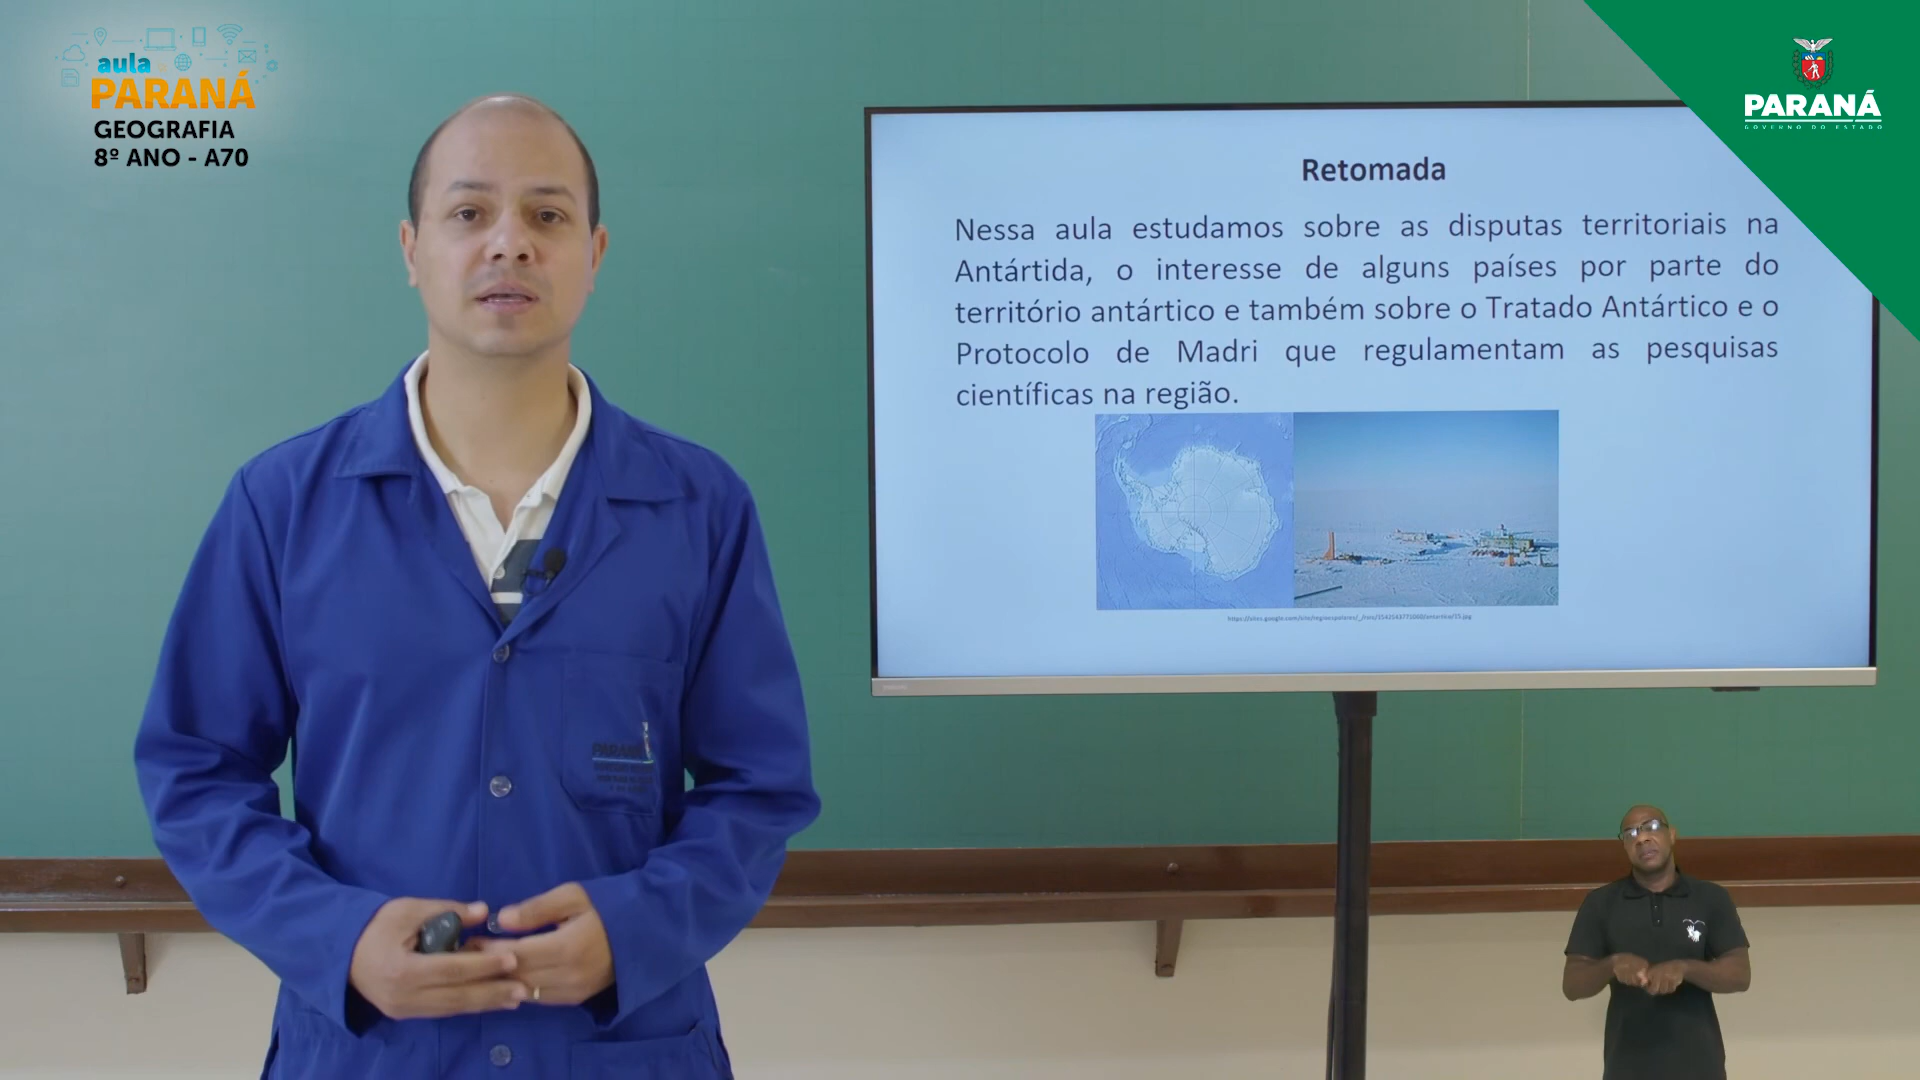 aula
PARANÁ
GEOGRAFIA
8º ANO - A70
PARANÁ
GOVERNO DO ESTADO
Retomada
Nessa aula estudamos sobre as disputas territoriais na
Antártida, o interesse de alguns países por parte do
território antártico e também sobre o Tratado Antártico e o
Protocolo de Madri que regulamentam as pesquisas
científicas na região.
PARANÁ